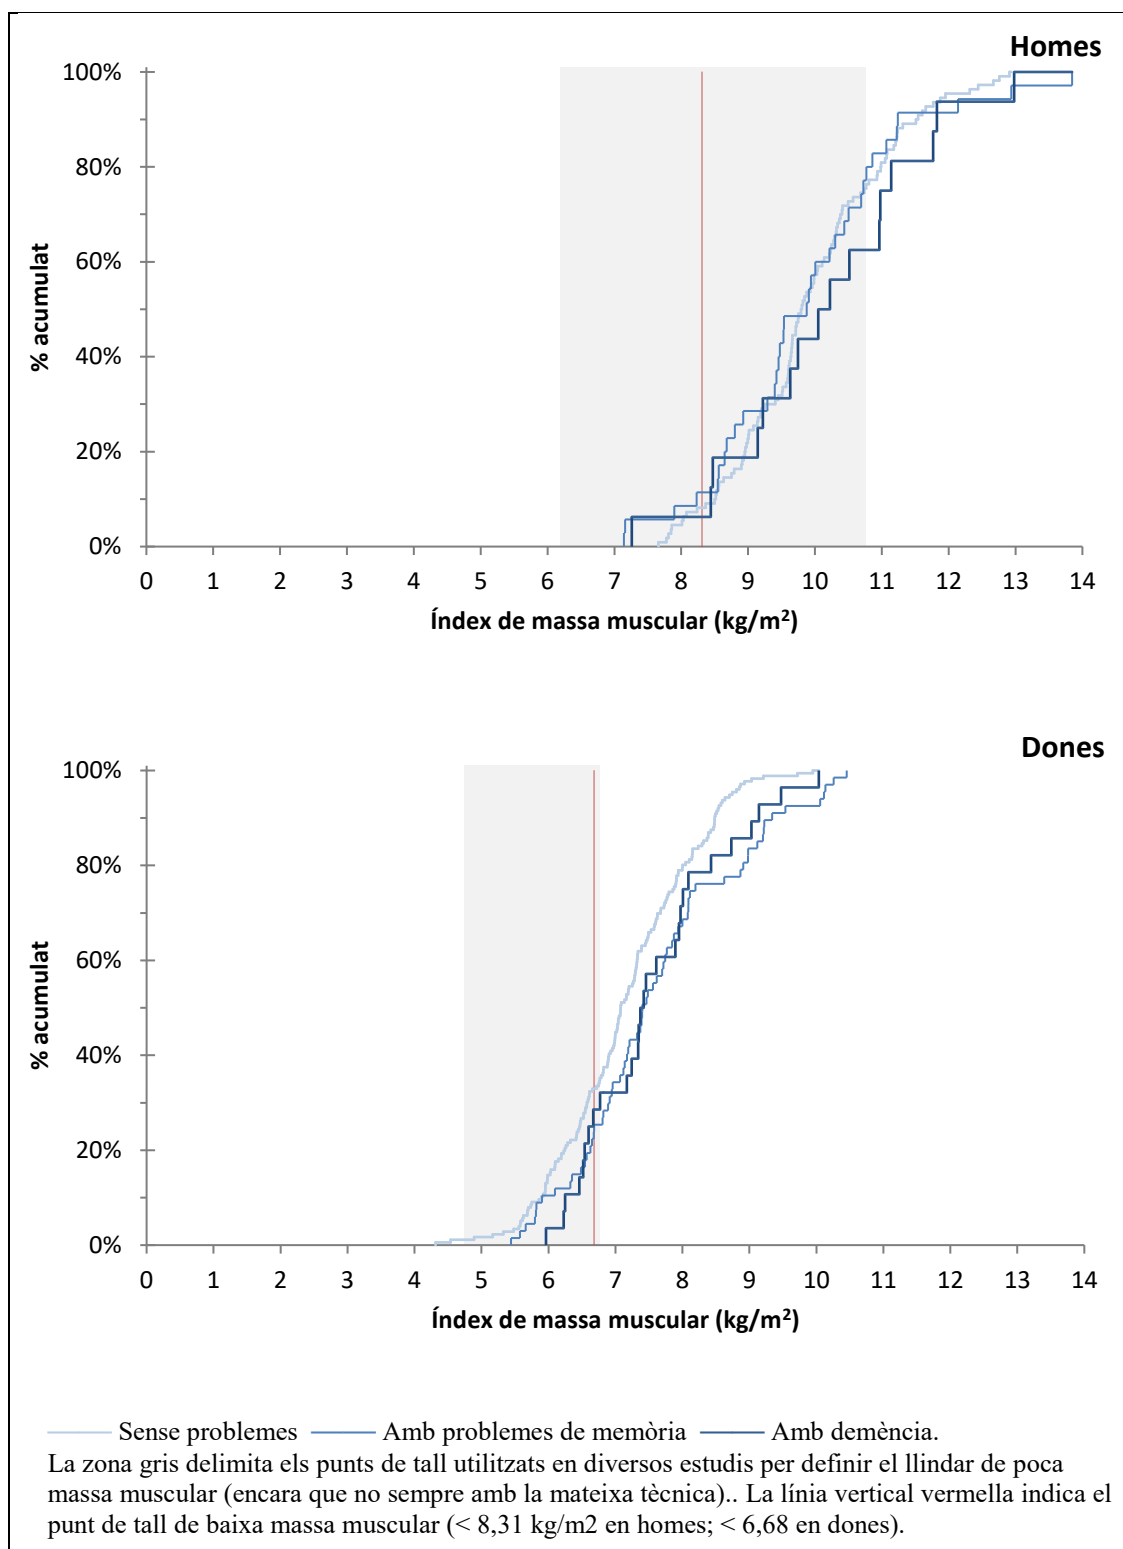 Homes
100%
80%
60%
40%
20%
0%
% acumulat
0 1 2 3 4 5 6 7 8 9 10 11 12 13 14
Índex de massa muscular (kg/m²)
Dones
100%
80%
60%
40%
20%
0%
% acumulat
0 1 2 3 4 5 6 7 8 9 10 11 12 13 14
Índex de massa muscular (kg/m²)
Sense problemes Amb problemes de memòria Amb demència.
La zona gris delimita els punts de tall utilitzats en diversos estudis per definir el llindar de poca
massa muscular (encara que no sempre amb la mateixa tècnica).. La línia vertical vermella indica el
punt de tall de baixa massa muscular (< 8,31 kg/m2 en homes; < 6,68 en dones).